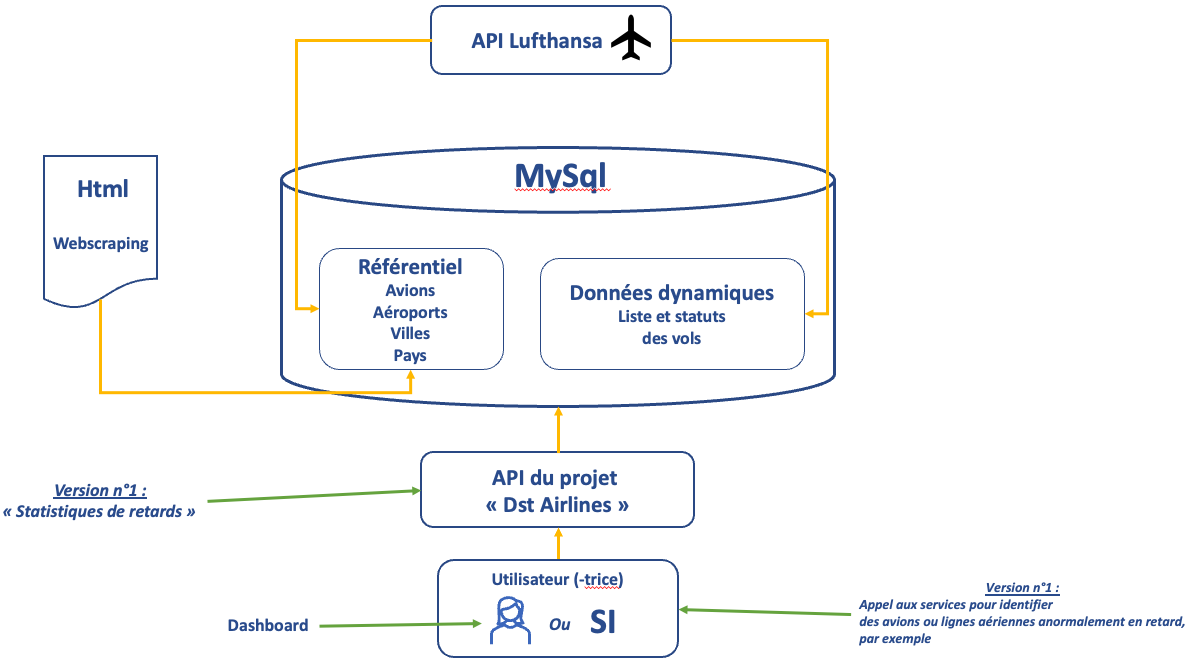 API Lufthansa
MySql
Html
Webscraping
Référentiel
Avions
Aéroports
Villes
Pays
Données dynamiques
Liste et statuts
des vols
API du projet
« Dst Airlines »
Version n°1 :
« Statistiques de retards »
Utilisateur (-trice)
Ou
SI
Dashboard
Version n°1 :
Appel aux services pour identifier
des avions ou lignes aériennes anormalement en retard,
par exemple